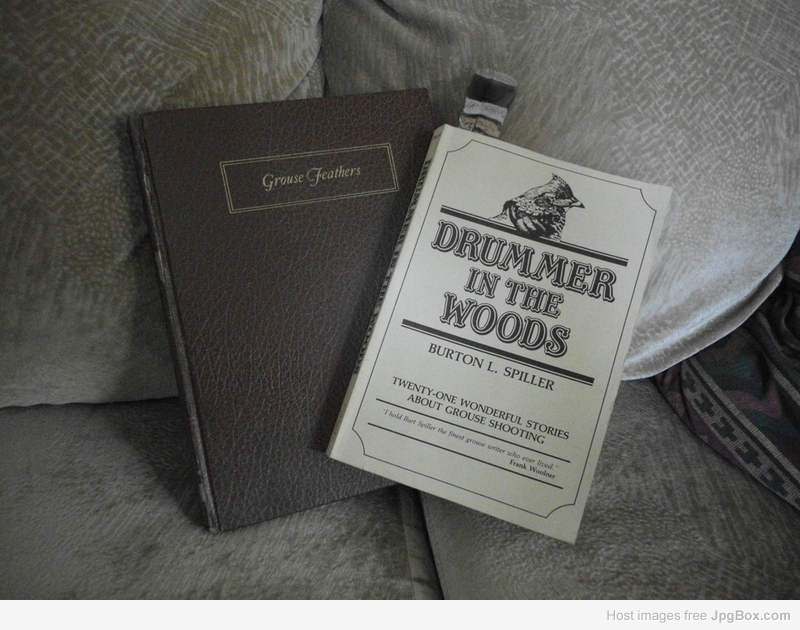 Grouse Feathers
DRUMMER
IN THE
WOODS
BURTON L. SPILLER
TWENTY-ONE WONDERFUL STORIES
ABOUT GROUSE SHOOTING
"I hold Burt Spiller the finest grouse writer who ever lived."
Frank Woolner
Host images free JpgBox.com